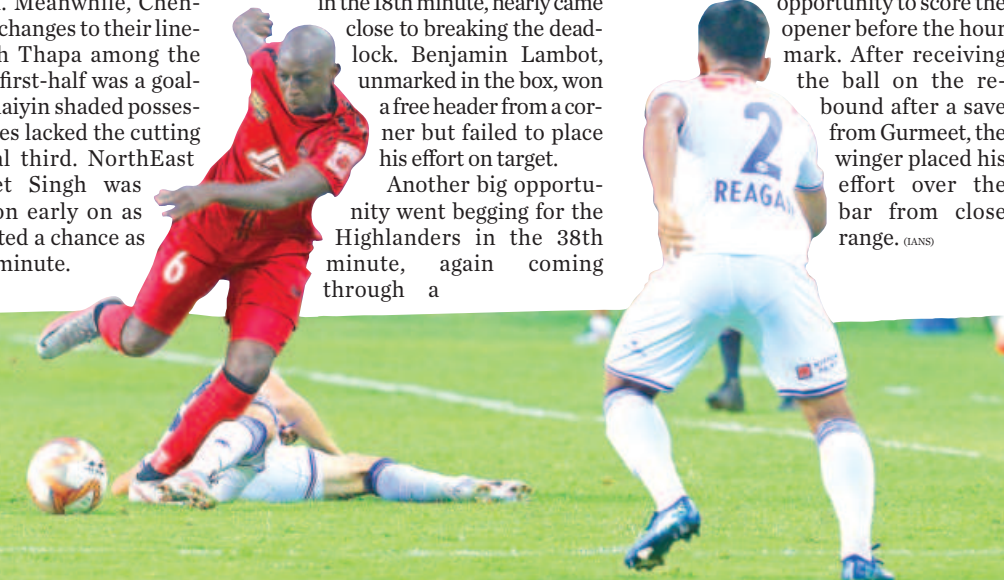 . Meanwhile, Chen-
changes to their line-
h Thapa among the
first-half was a goal-
aiyin shaded posses-
es lacked the cutting
al third. NorthEast
et Singh was
on early on as
ted a chance as
minute.
in the 18th minute, nearly came
close to breaking the dead-
lock. Benjamin Lambot,
unmarked in the box, won
a free header from a cor-
ner but failed to place
his effort on target.
Another big opportu-
nity went begging for the
Highlanders in the 38th
minute, again coming
through a
opportunity to score the
opener before the hour
mark. After receiving
the ball on the re-
bound after a save
from Gurmeet, the
winger placed his
effort over the
bar from close
range. (IANS)
6
2
REAGAN